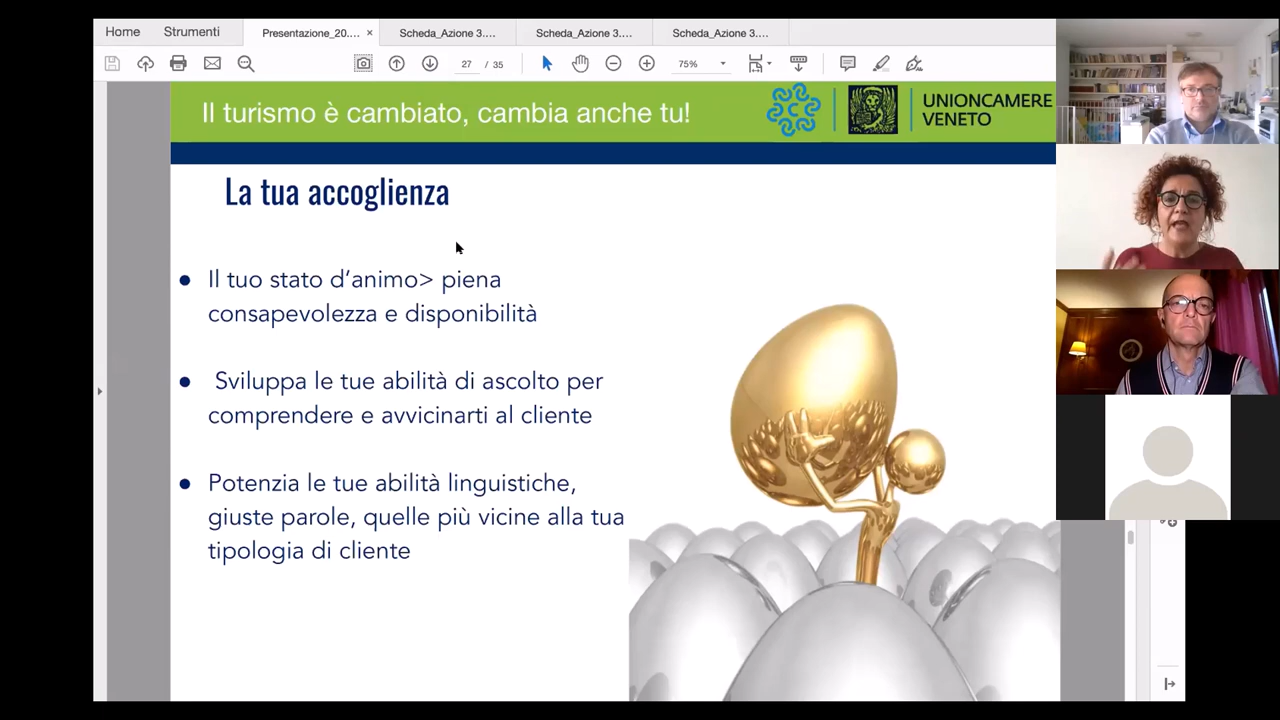 Home
Strumenti
Presentazione_20....
×
Scheda_Azione 3....
Scheda_Azione 3....
Scheda_Azione 3....
27 / 35
75%
Il turismo è cambiato, cambia anche tu!
C
UNIONCAMERE
VENETO
La tua accoglienza
● Il tuo stato d'animo> piena
consapevolezza e disponibilità
● Sviluppa le tue abilità di ascolto per
comprendere e avvicinarti al cliente
● Potenzia le tue abilità linguistiche,
giuste parole, quelle più vicine alla tua
tipologia di cliente